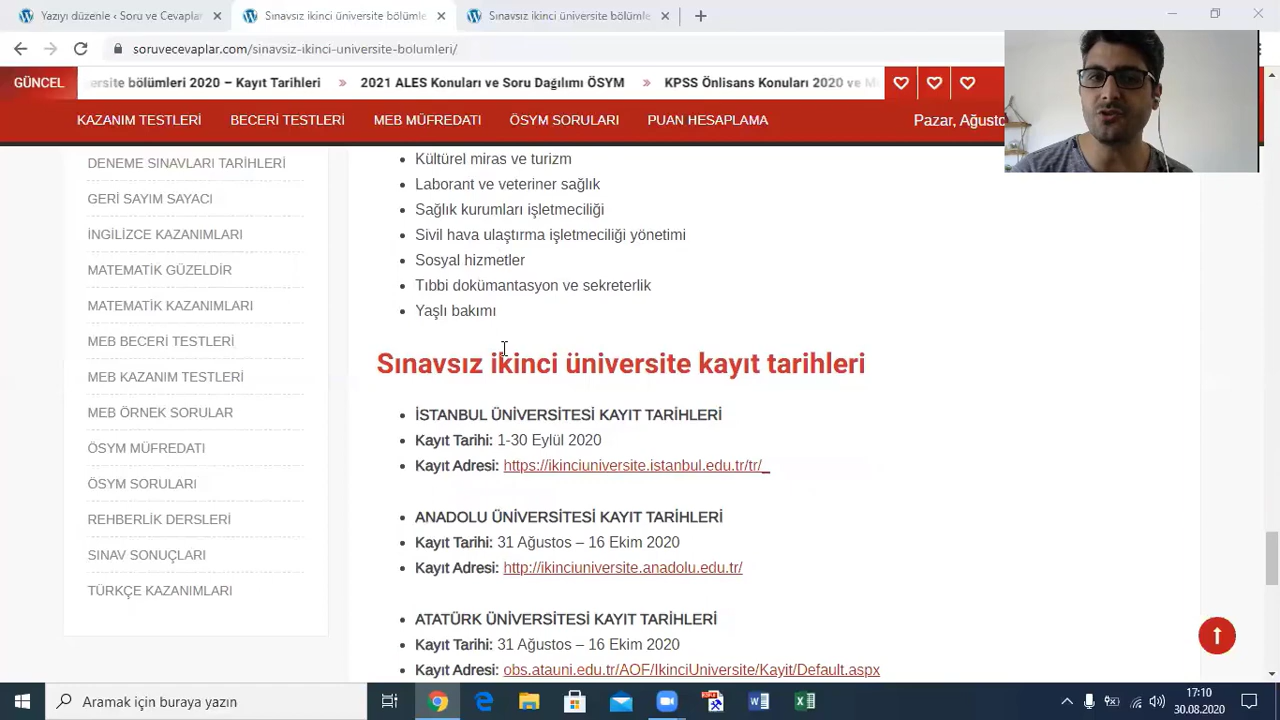 Yazıyı düzenle ‹ Soru ve Cevaplar
Sınavsız ikinci üniversite bölümle
Sınavsız ikinci üniversite bölümle
soruvecevaplar.com/sinavsiz-ikinci-universite-bolumleri/
GÜNCEL
bölümleri 2020 – Kayıt Tarihleri » 2021 ALES Konuları ve Soru Dağılımı ÖSYM » KPSS Önlisans Konuları 2020 ve
KAZANIM TESTLERİ BECERİ TESTLERİ MEB MÜFREDATI ÖSYM SORULARI PUAN HESAPLAMA Pazar, Ağusto
DENEME SINAVLARI TARİHLERİ
GERİ SAYIM SAYACI
İNGİLİZCE KAZANIMLARI
MATEMATİK GÜZELDİR
MATEMATİK KAZANIMLARI
MEB BECERİ TESTLERİ
MEB KAZANIM TESTLERİ
MEB ÖRNEK SORULAR
ÖSYM MÜFREDATI
ÖSYM SORULARI
REHBERLİK DERSLERİ
SINAV SONUÇLARI
TÜRKÇE KAZANIMLARI
• Kültürel miras ve turizm
• Laborant ve veteriner sağlık
• Sağlık kurumları işletmeciliği
• Sivil hava ulaştırma işletmeciliği yönetimi
• Sosyal hizmetler
• Tıbbi dokümantasyon ve sekreterlik
• Yaşlı bakımı
Sınavsız ikinci üniversite kayıt tarihleri
• İSTANBUL ÜNİVERSİTESİ KAYIT TARİHLERİ
• Kayıt Tarihi: 1-30 Eylül 2020
• Kayıt Adresi: https://ikinciuniversite.istanbul.edu.tr/tr/_
• ANADOLU ÜNİVERSİTESİ KAYIT TARİHLERİ
• Kayıt Tarihi: 31 Ağustos – 16 Ekim 2020
• Kayıt Adresi: http://ikinciuniversite.anadolu.edu.tr/
• ATATÜRK ÜNİVERSİTESİ KAYIT TARİHLERİ
• Kayıt Tarihi: 31 Ağustos – 16 Ekim 2020
• Kayıt Adresi: obs.atauni.edu.tr/AOF/IkinciUniversite/Kayit/Default.aspx
Aramak için buraya yazın
17:10
30.08.2020